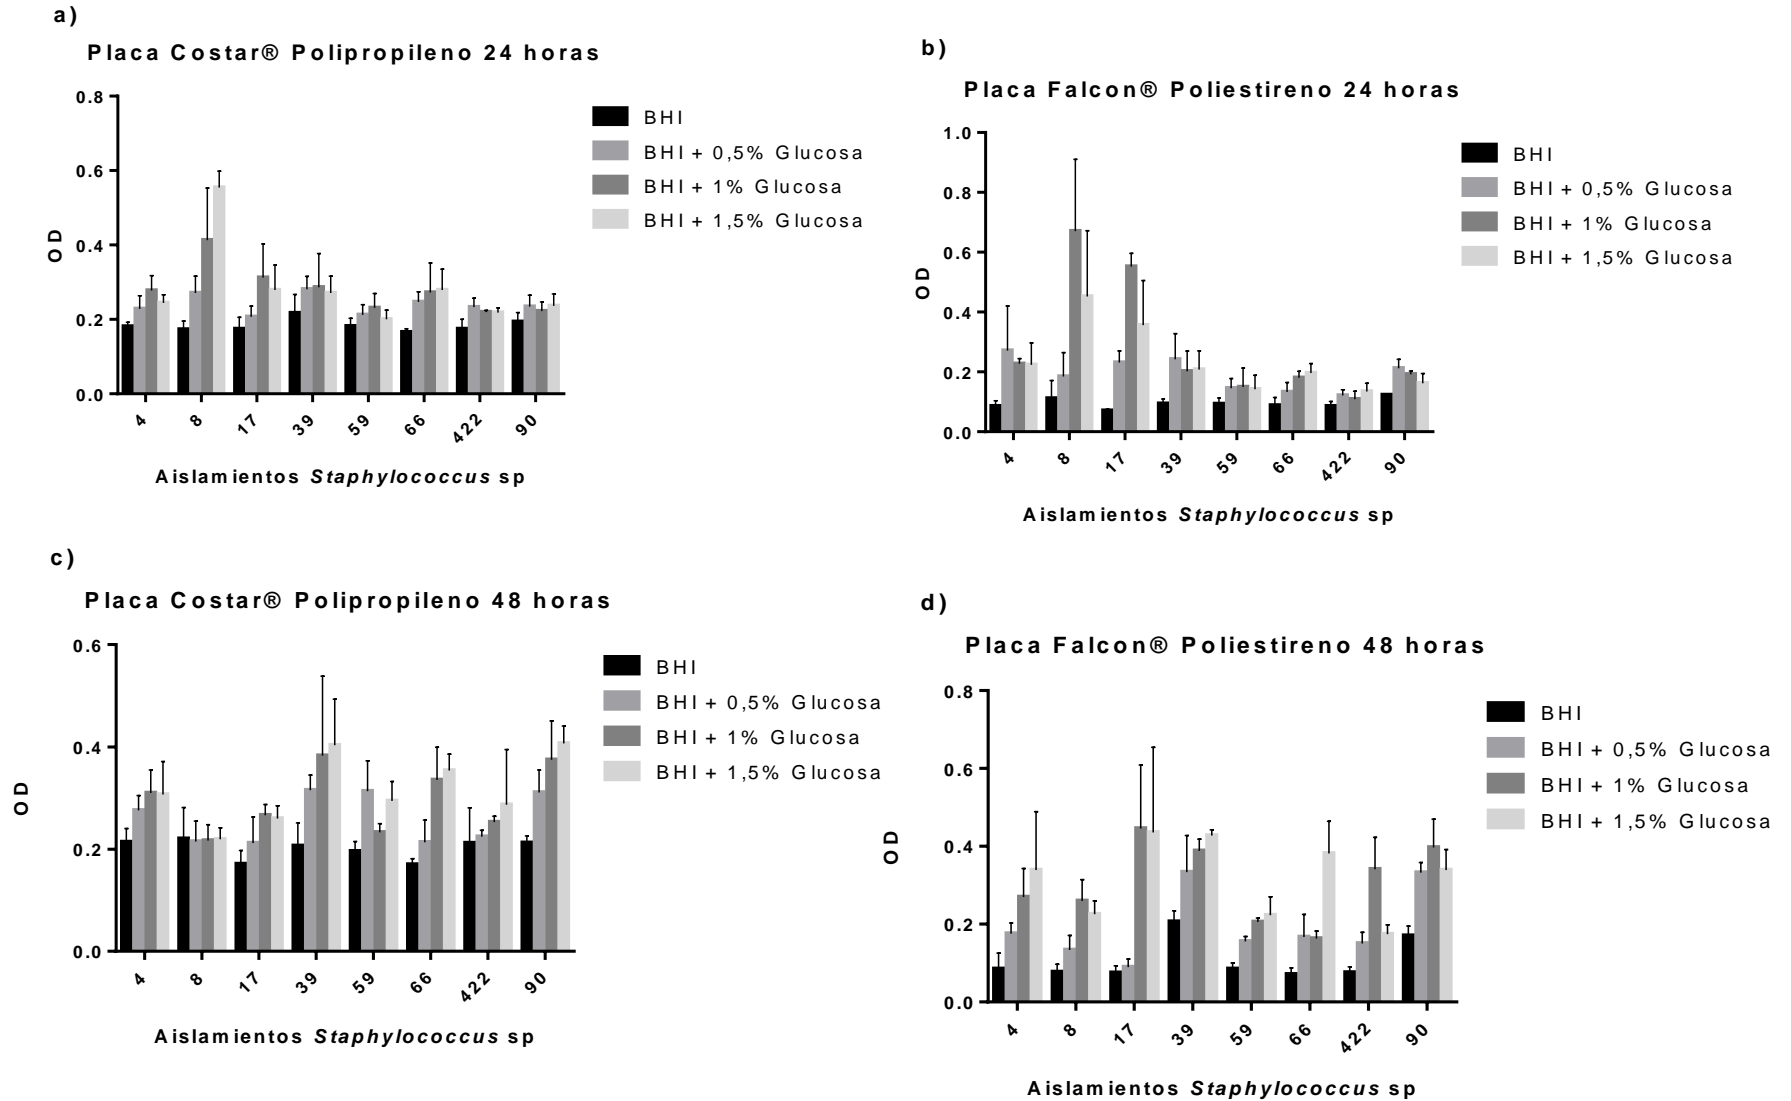 a)
Placa Costar® Polipropileno 24 horas
0.8
0.6
0.4
0.2
0.0
OD
4
8
17
39
59
66
422
90
Aislamientos Staphylococcus sp
BHI
BHI + 0,5% Glucosa
BHI + 1% Glucosa
BHI + 1,5% Glucosa
b)
Placa Falcon® Poliestireno 24 horas
1.0
0.8
0.6
0.4
0.2
0.0
OD
4
8
17
39
59
66
422
90
Aislamientos Staphylococcus sp
BHI
BHI + 0,5% Glucosa
BHI + 1% Glucosa
BHI + 1,5% Glucosa
c)
Placa Costar® Polipropileno 48 horas
0.6
0.4
0.2
0.0
OD
4
8
17
39
59
66
422
90
Aislamientos Staphylococcus sp
BHI
BHI + 0,5% Glucosa
BHI + 1% Glucosa
BHI + 1,5% Glucosa
d)
Placa Falcon® Poliestireno 48 horas
0.8
0.6
0.4
0.2
0.0
OD
4
8
17
39
59
66
422
90
Aislamientos Staphylococcus sp
BHI
BHI + 0,5% Glucosa
BHI + 1% Glucosa
BHI + 1,5% Glucosa